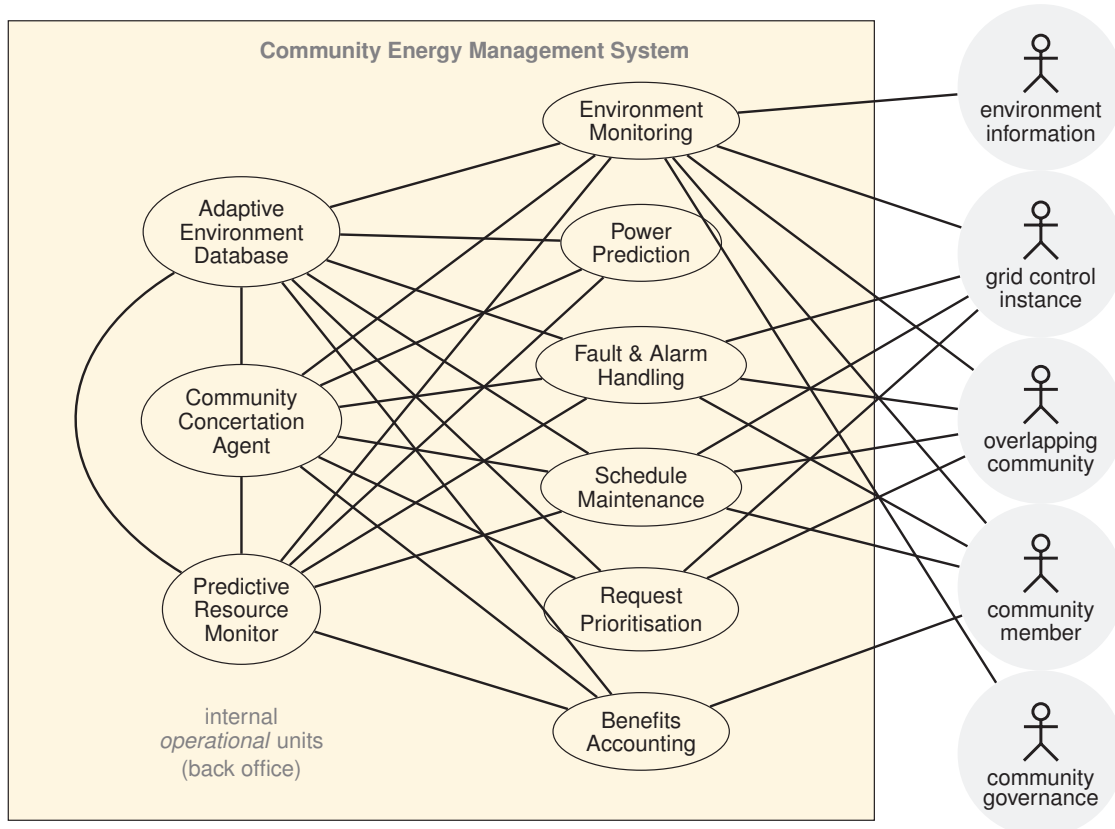 Community Energy Management System
Environment
Monitoring
environment
information
Adaptive
Environment
Database
Power
Prediction
grid control
instance
Fault & Alarm
Handling
Community
Concertation
Agent
overlapping
community
Schedule
Maintenance
Predictive
Resource
Monitor
Request
Prioritisation
community
member
internal
operational units
(back office)
Benefits
Accounting
community
governance